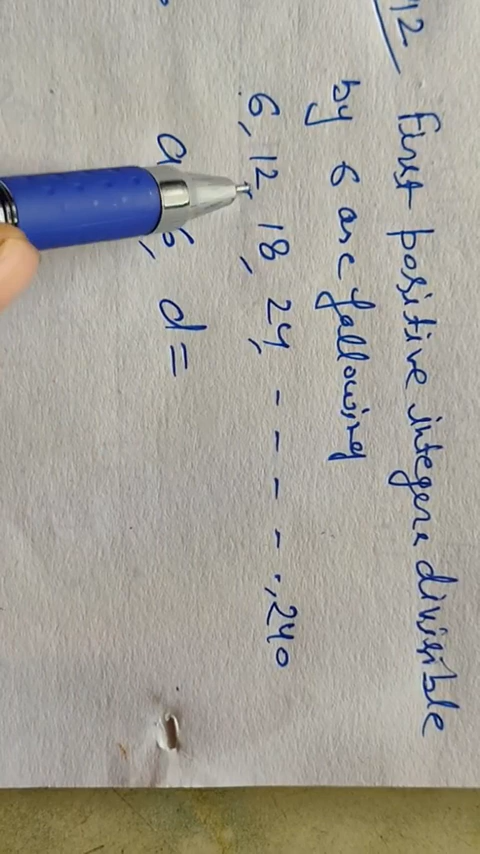 12 First positive integers divisible
by 6 are following
6, 12, 18, 24, - - - - -, 240
a 6, d =